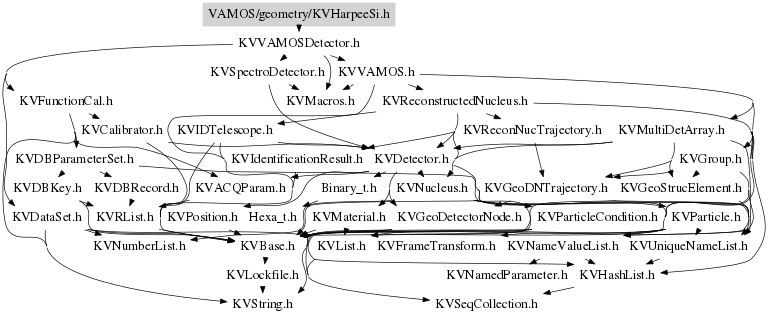 VAMOS/geometry/KVHarpeeSi.h
KVVAMOSDetector.h
KVSpectroDetector.h KVVAMOS.h
KVFunctionCal.h KVMacros.h KVReconstructedNucleus.h
KVCalibrator.h KVIDTelescope.h KVReconNucTrajectory.h KVMultiDetArray.h
KVDBParameterSet.h KVIdentificationResult.h KVDetector.h KVGroup.h
KVDBKey.h KVDBRecord.h KVACQParam.h Binary_t.h KVNucleus.h KVGeoDNTrajectory.h KVGeoStrucElement.h
KVDataSet.h KVRList.h KVPosition.h Hexa_t.h KVMaterial.h KVGeoDetectorNode.h KVParticleCondition.h KVParticle.h
KVNumberList.h KVBase.h KVList.h KVFrameTransform.h KVNameValueList.h KVUniqueNameList.h
KVLockfile.h KVNamedParameter.h KVHashList.h
KVString.h KVSeqCollection.h